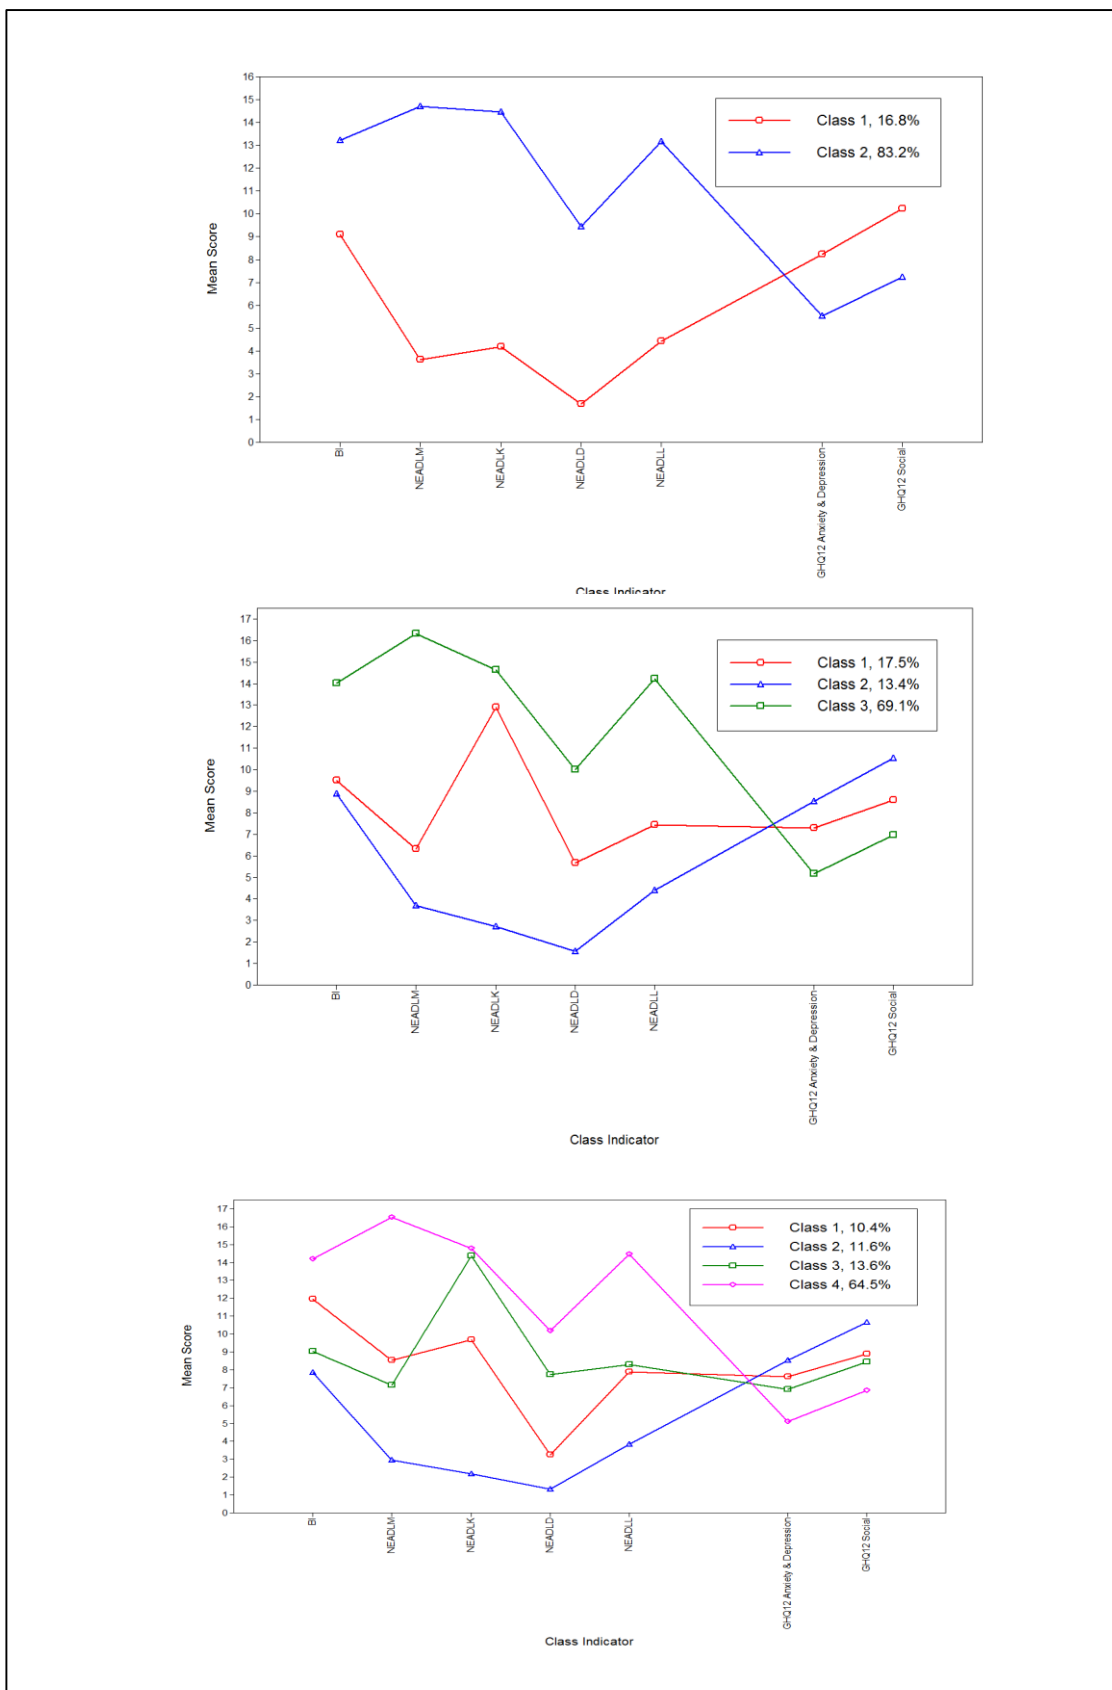 16
15
14
13
12
11
10
9
8
7
6
5
4
3
2
1
0
Mean Score
Class 1, 16.8%
Class 2, 83.2%
BI
NEADLM
NEADLK
NEADLD
NEADLL
GHQ12 Anxiety & Depression
GHQ12 Social
Class Indicator
17
16
15
14
13
12
11
10
9
8
7
6
5
4
3
2
1
0
Mean Score
Class 1, 17.5%
Class 2, 13.4%
Class 3, 69.1%
BI
NEADLM
NEADLK
NEADLD
NEADLL
GHQ12 Anxiety & Depression
GHQ12 Social
Class Indicator
17
16
15
14
13
12
11
10
9
8
7
6
5
4
3
2
1
0
Mean Score
Class 1, 10.4%
Class 2, 11.6%
Class 3, 13.6%
Class 4, 64.5%
BI
NEADLM
NEADLK
NEADLD
NEADLL
GHQ12 Anxiety & Depression
GHQ12 Social
Class Indicator